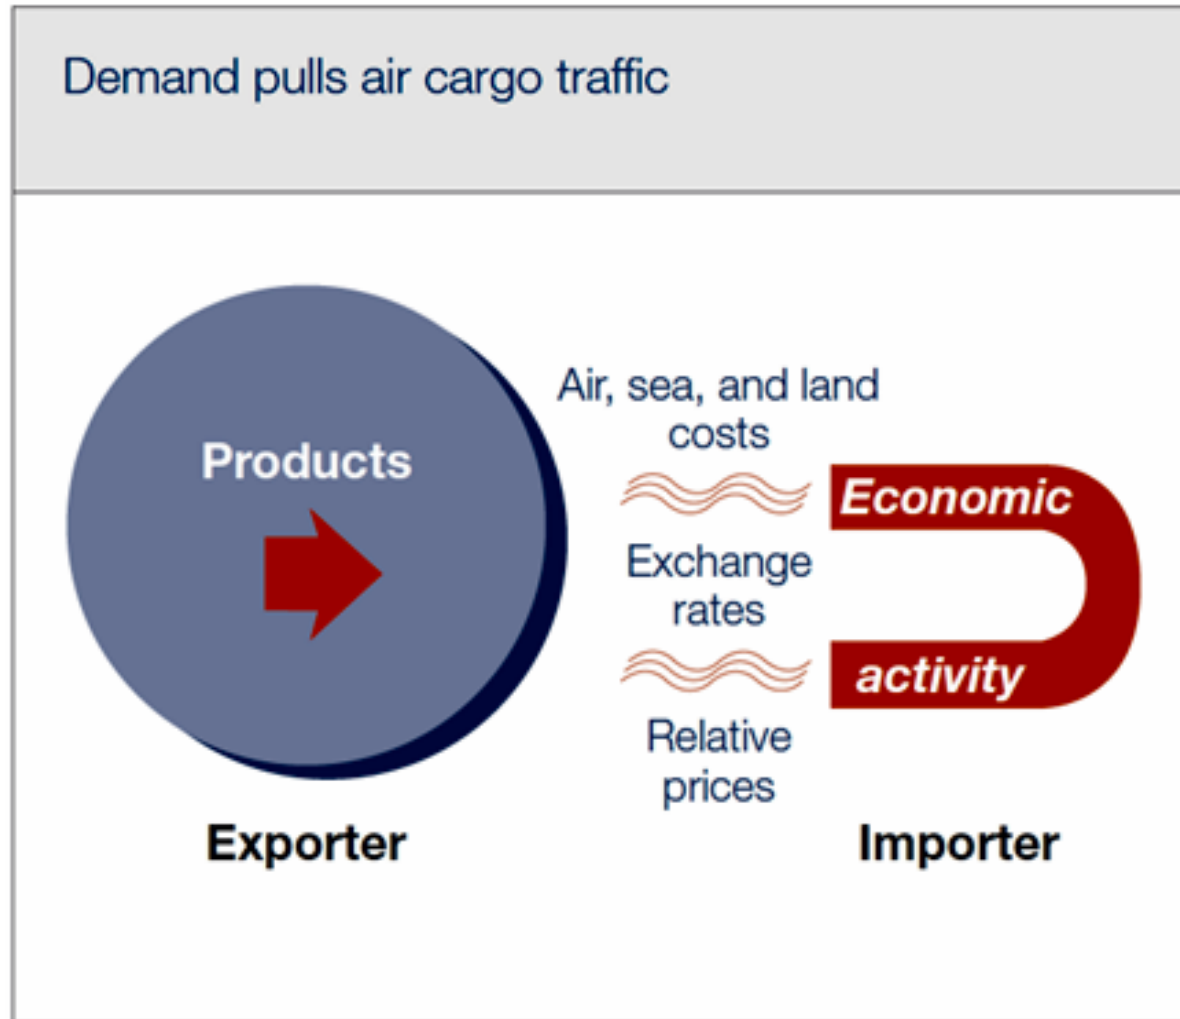 Demand pulls air cargo traffic
Products
Air, sea, and land
costs
Exchange
rates
Relative
prices
Economic
activity
Exporter
Importer